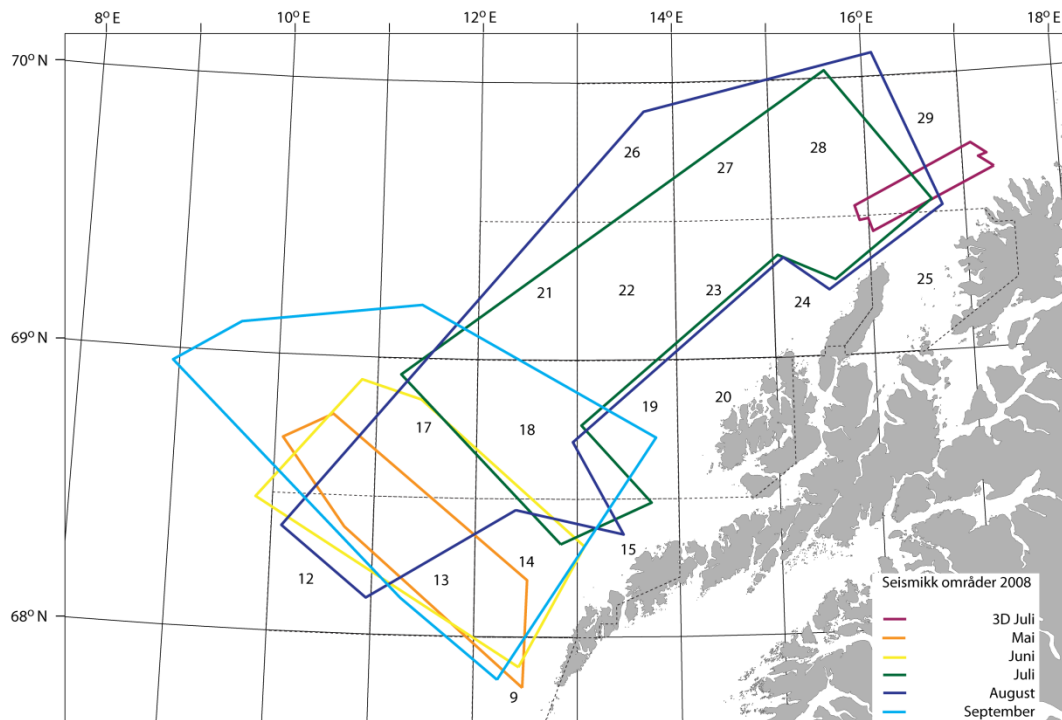 8° E
10° E
12° E
14° E
16° E
18° E
70° N
29
26
28
27
25
21
22
23
24
69° N
20
19
17
18
15
14
12
13
Seismikk områder 2008
68° N
3D Juli
Mai
Juni
Juli
9
August
September